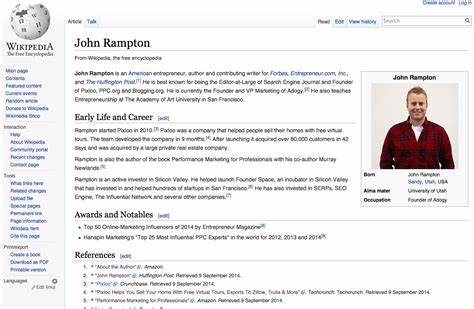 Create account Log in
WIKIPEDIA
The Free Encyclopedia
Article Talk
Read Edit View history
Search
Main page
Contents
Featured content
Current events
Random article
Donate to Wikipedia
Wikimedia Shop
Interaction
Help
About Wikipedia
Community portal
Recent changes
Contact page
Tools
What links here
Related changes
Upload file
Special pages
Permanent link
Page information
Wikidata item
Cite this page
Print/export
Create a book
Download as PDF
Printable version
Languages
Edit links
John Rampton
From Wikipedia, the free encyclopedia
John Rampton is an American entrepreneur, author and contributing writer for Forbes, Entrepreneur.com, Inc.,
and The Huffington Post.[1] He is known for being the Editor-at-Large of Search Engine Journal and Founder
of Pixloo, PPC.org and Blogging.org. He is currently the Founder and VP Marketing of Adogy.[2] He also teaches
Entrepreneurship at The Academy of Art University in San Francisco.
Early Life and Career [edit]
Rampton started Pixloo in 2010.[3] Pixloo was a company that helped people sell their homes with free virtual
tours. The team developed the company in 9 months.[4] After launching it acquired over 80,000 customers in 42
days and was acquired by a large private real estate company.
Rampton is also the author of the book Performance Marketing for Professionals with his co-author Murray
Newlands.[5]
Rampton is an active investor in Silicon Valley. He helped launch Founder Space, an incubator in Silicon Valley
that has invested in and helped hundreds of startups in San Francisco.[6] He has also invested in SERPs, SEO
Engine, The Influential Network and several other companies.[7]
Awards and Notables [edit]
Top 50 Online-Marketing Influencers of 2014 by Entrepreneur Magazine[8]
Hanapin Marketing's "Top 25 Most Influential PPC Experts" in the world for 2012, 2013 and 2014[9]
References [edit]
1. ^ "About the Author". Amazon.
2. ^ "John Rampton". Huffington Post. Retrieved 9 September 2014.
3. ^ "Pixloo". Crunchbase. Retrieved 9 September 2014.
4. ^ "Pixloo Helps You Sell Your Home With Free Virtual Tours, Exports To Zillow, Trulia & More". Techcrunch. Techcrunch. Retrieved 9 September 2014.
5. ^ "Performance Marketing for Professionals". Amazon. Retrieved 9 September 2014.
John Rampton
Born John Rampton
Sandy, Utah, USA
Alma mater University of Utah
Occupation Founder of Adogy